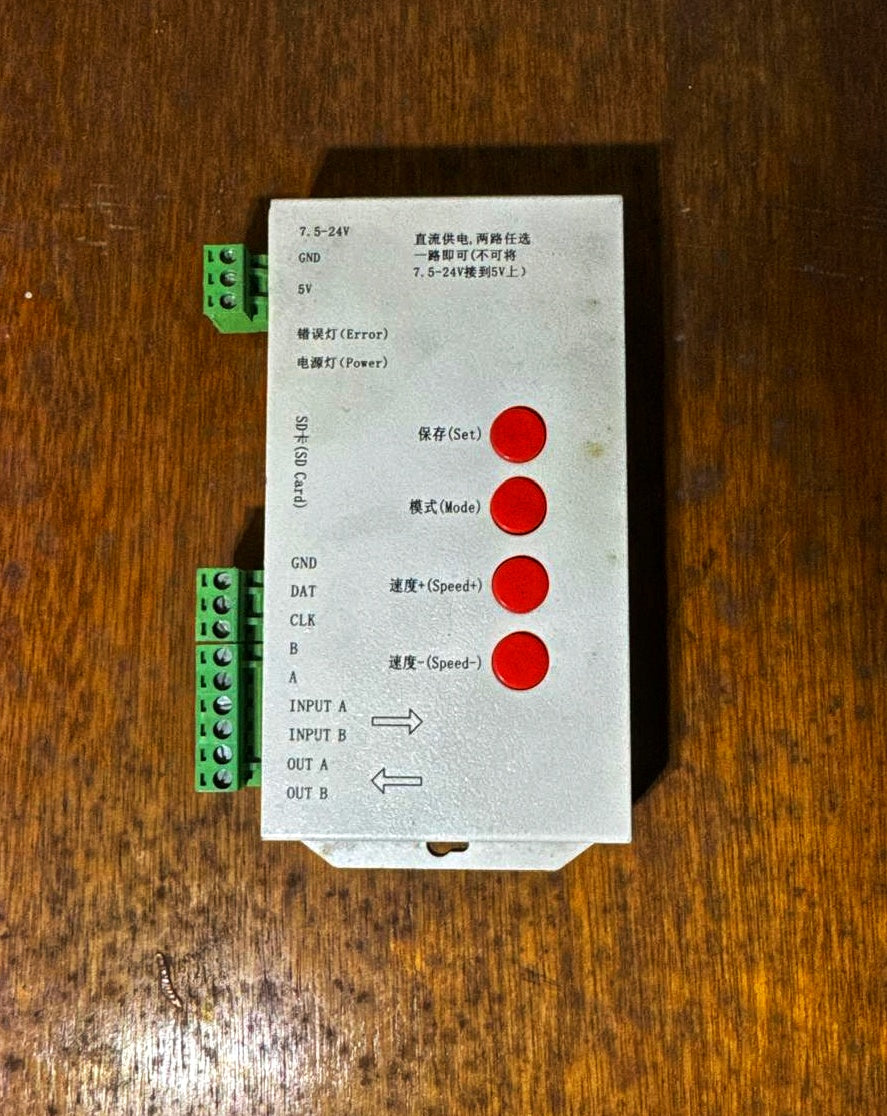 7.5-24V
GND
5V
直流供电,两路任选
一路即可(不可将
7.5-24V接到5V上)
错误灯(Error)
电源灯(Power)
SD卡(SD Card)
保存(Set)
模式(Mode)
速度+(Speed+)
速度-(Speed-)
GND
DAT
CLK
B
A
INPUT A
INPUT B
OUT A
OUT B